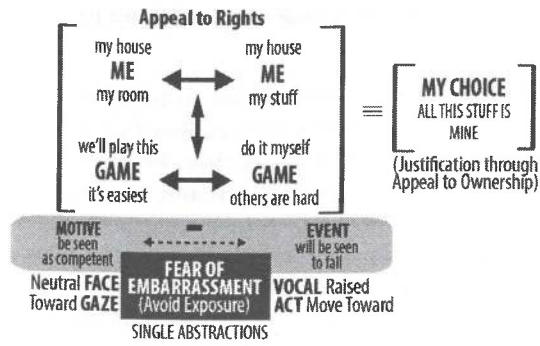 Appeal to Rights
my house
ME
my room
my house
ME
my stuff
we'll play this
GAME
it's easiest
do it myself
GAME
others are hard
≡
MY CHOICE
ALL THIS STUFF IS
MINE
(Justification through
Appeal to Ownership)
MOTIVE
be seen
as competent
-
EVENT
will be seen
to fail
Neutral FACE
Toward GAZE
FEAR OF
EMBARRASSMENT
(Avoid Exposure)
VOCAL Raised
ACT Move Toward
SINGLE ABSTRACTIONS